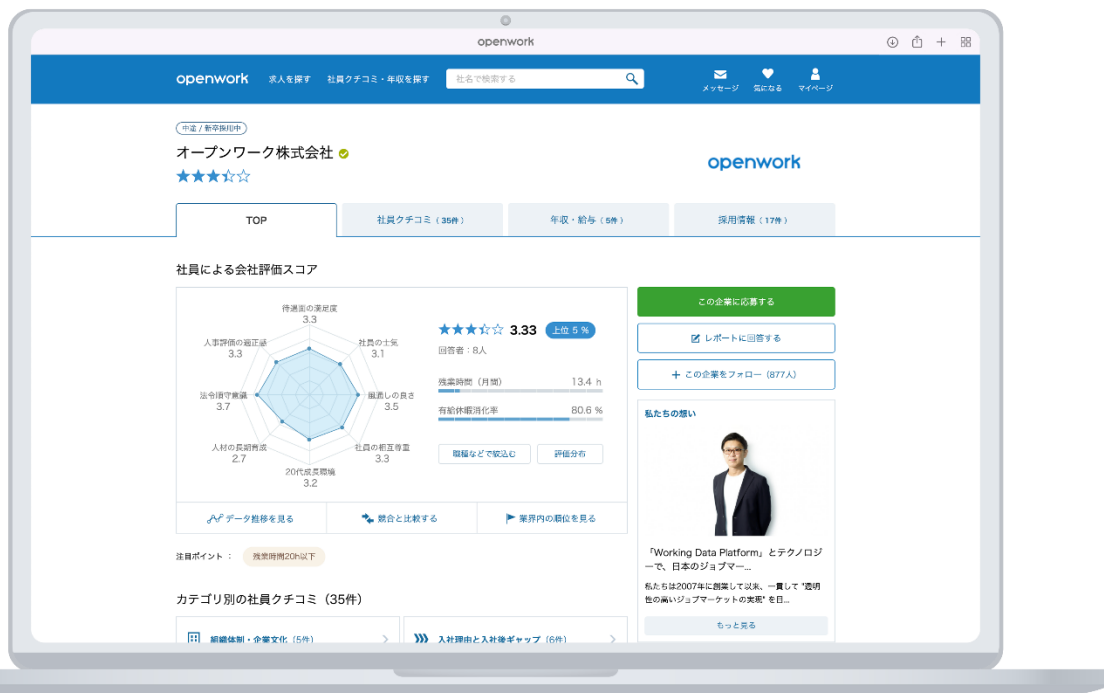 openwork
openwork
求人を探す
社員クチコミ・年収を探す
社名で検索する
メッセージ
気になる
マイページ
中途 / 新卒採用中
オープンワーク株式会社
openwork
TOP
社員クチコミ（35件）
年収・給与（5件）
採用情報（17件）
社員による会社評価スコア
待遇面の満足度
3.3
社員の士気
3.1
風通しの良さ
3.5
社員の相互尊重
3.3
20代成長環境
3.2
人材の長期育成
2.7
法令順守意識
3.7
人事評価の適正感
3.3
3.33
上位 5 %
回答者：8人
残業時間（月間）
13.4 h
有給休暇消化率
80.6 %
職種などで絞込む
評価分布
データ推移を見る
競合と比較する
業界内の順位を見る
注目ポイント ：
残業時間20h以下
カテゴリ別の社員クチコミ（35件）
組織体制・企業文化（5件）
入社理由と入社後ギャップ（6件）
この企業に応募する
レポートに回答する
この企業をフォロー（877人）
私たちの想い
「Working Data Platform」とテクノロジ
ーで、日本のジョブマー...
私たちは2007年に創業して以来、一貫して "透明
性の高いジョブマーケットの実現" を目...
もっと見る